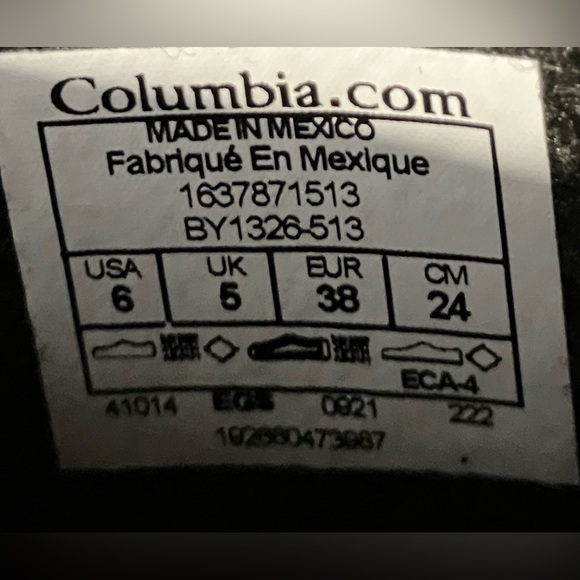 Columbia.com
MADE IN MEXICO
Fabriqué En Mexique
1637871513
BY1326-513
USA UK EUR CM
6 5 38 24
ECA-4
41014 0921 222